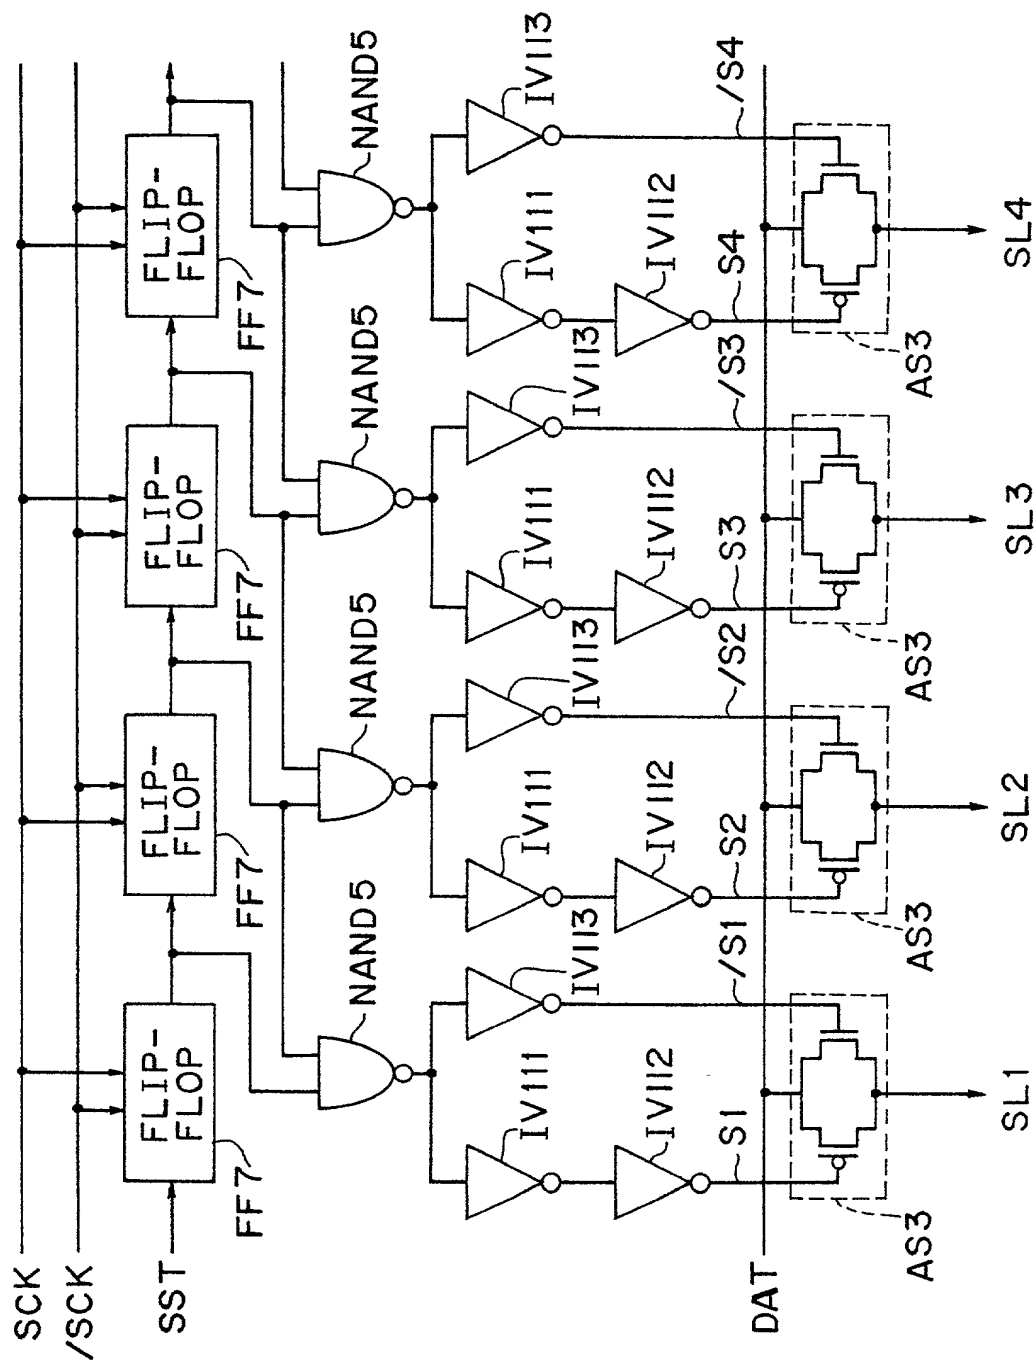 SCK
/SCK
SST
FLIP-
FLOP
FF7
FLIP-
FLOP
FF7
FLIP-
FLOP
FF7
FLIP-
FLOP
FF7
NAND5
NAND5
NAND5
NAND5
IV111
IV113
IV111
IV113
IV111
IV113
IV111
IV113
IV112
IV112
IV112
IV112
S1
/S1
S2
/S2
S3
/S3
S4
/S4
DAT
AS3
AS3
AS3
AS3
SL1
SL2
SL3
SL4